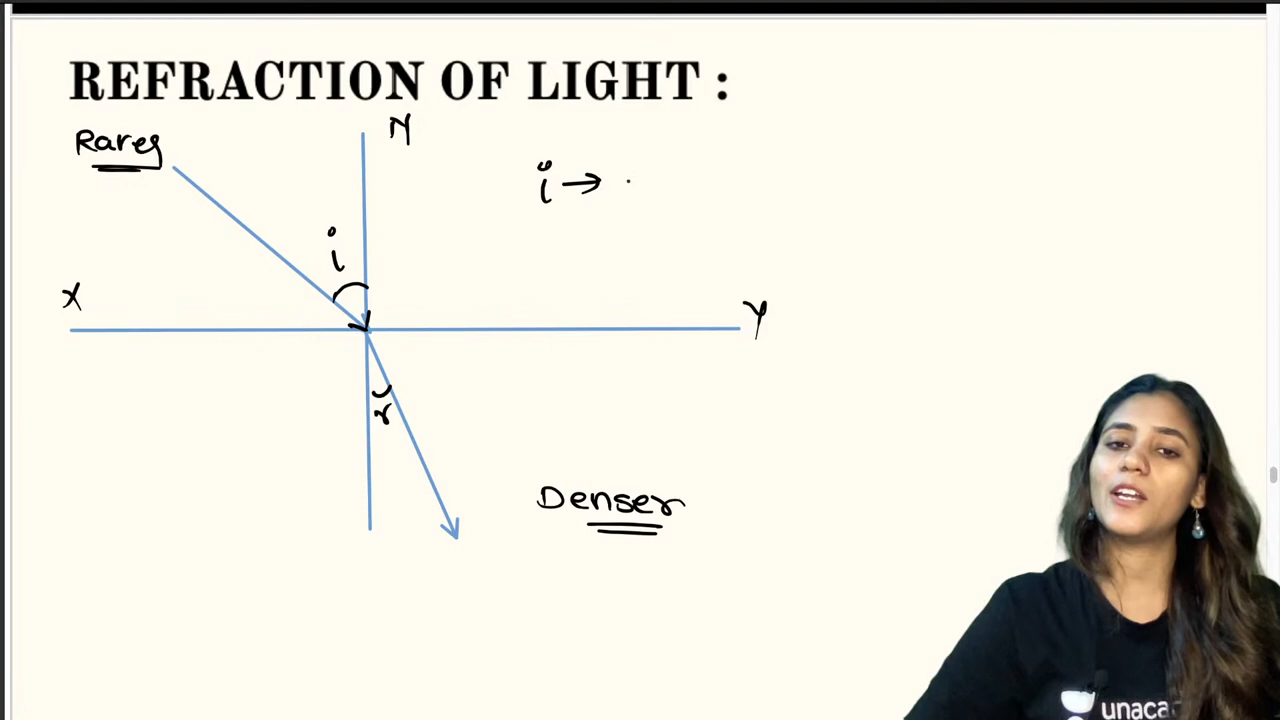 REFRACTION OF LIGHT :
Rarer
N
i →
i
X
Y
r
Denser
unaca